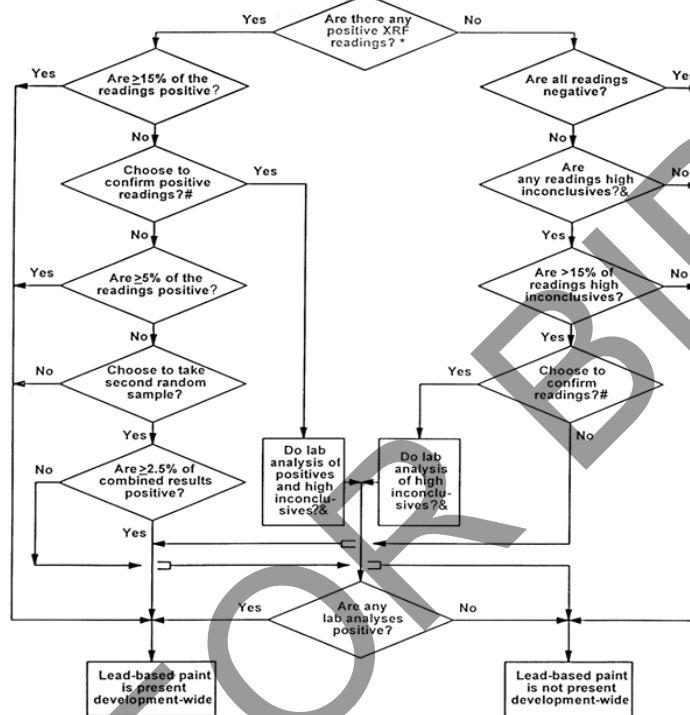 Are there any
positive XRF
readings? *
Yes
No
Are ≥15% of the
readings positive?
Yes
No
Are all readings
negative?
Yes
No
Choose to
confirm positive
readings?#
Yes
No
Are
any readings high
inconclusives?&
No
Yes
Are ≥5% of the
readings positive?
Yes
No
Are >15% of
readings high
inconclusives?
No
Yes
Choose to take
second random
sample?
No
Yes
Choose to
confirm
readings?#
Yes
No
Are ≥2.5% of
combined results
positive?
No
Yes
Do lab
analysis of
positives
and high
inconclu-
sives?&
Do lab
analysis
of high
inconclu-
sives?&
Are any
lab analyses
positive?
Yes
No
Lead-based paint
is present
development-wide
Lead-based paint
is not present
development-wide
FOR BID